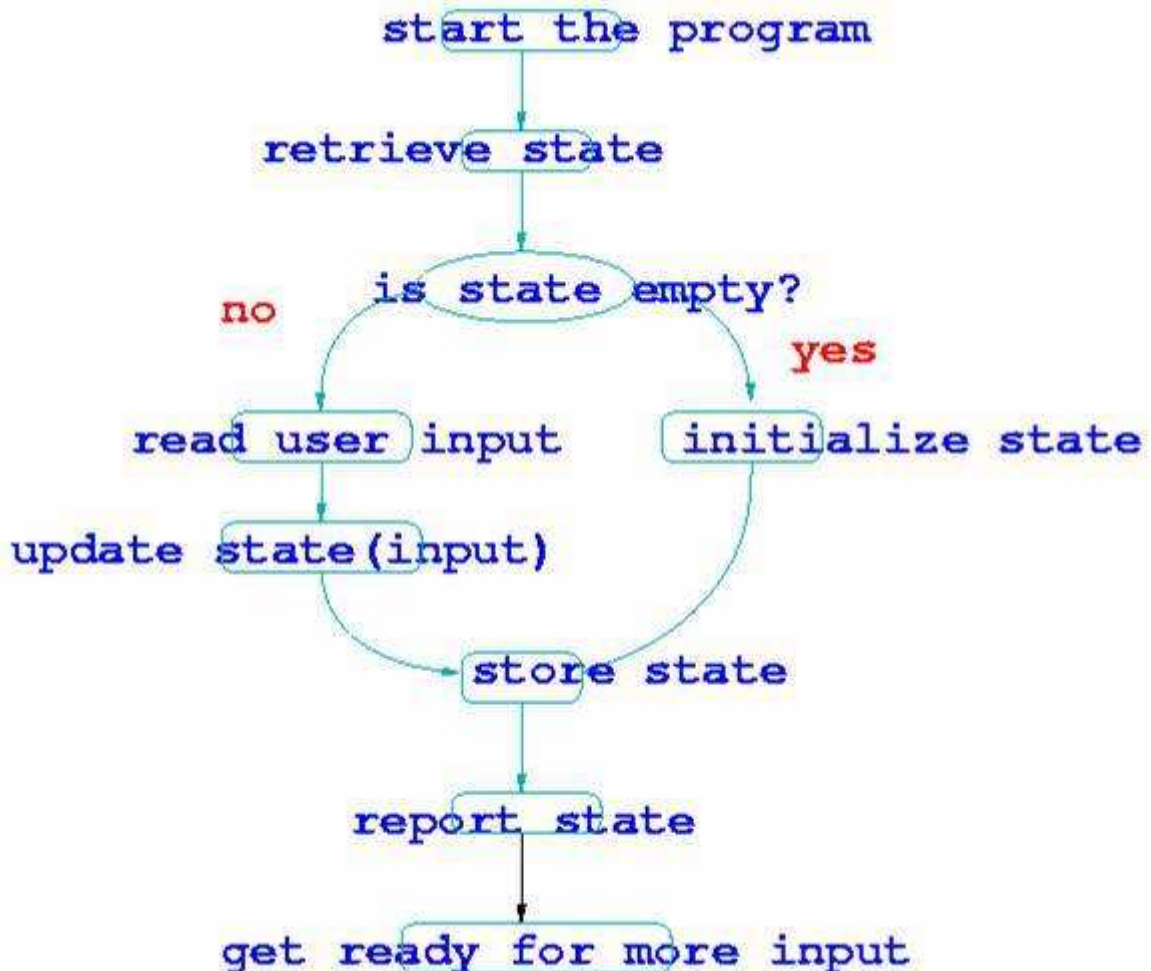 start the program
retrieve state
is state empty?
no
yes
read user input
initialize state
update state(input)
store state
report state
get ready for more input